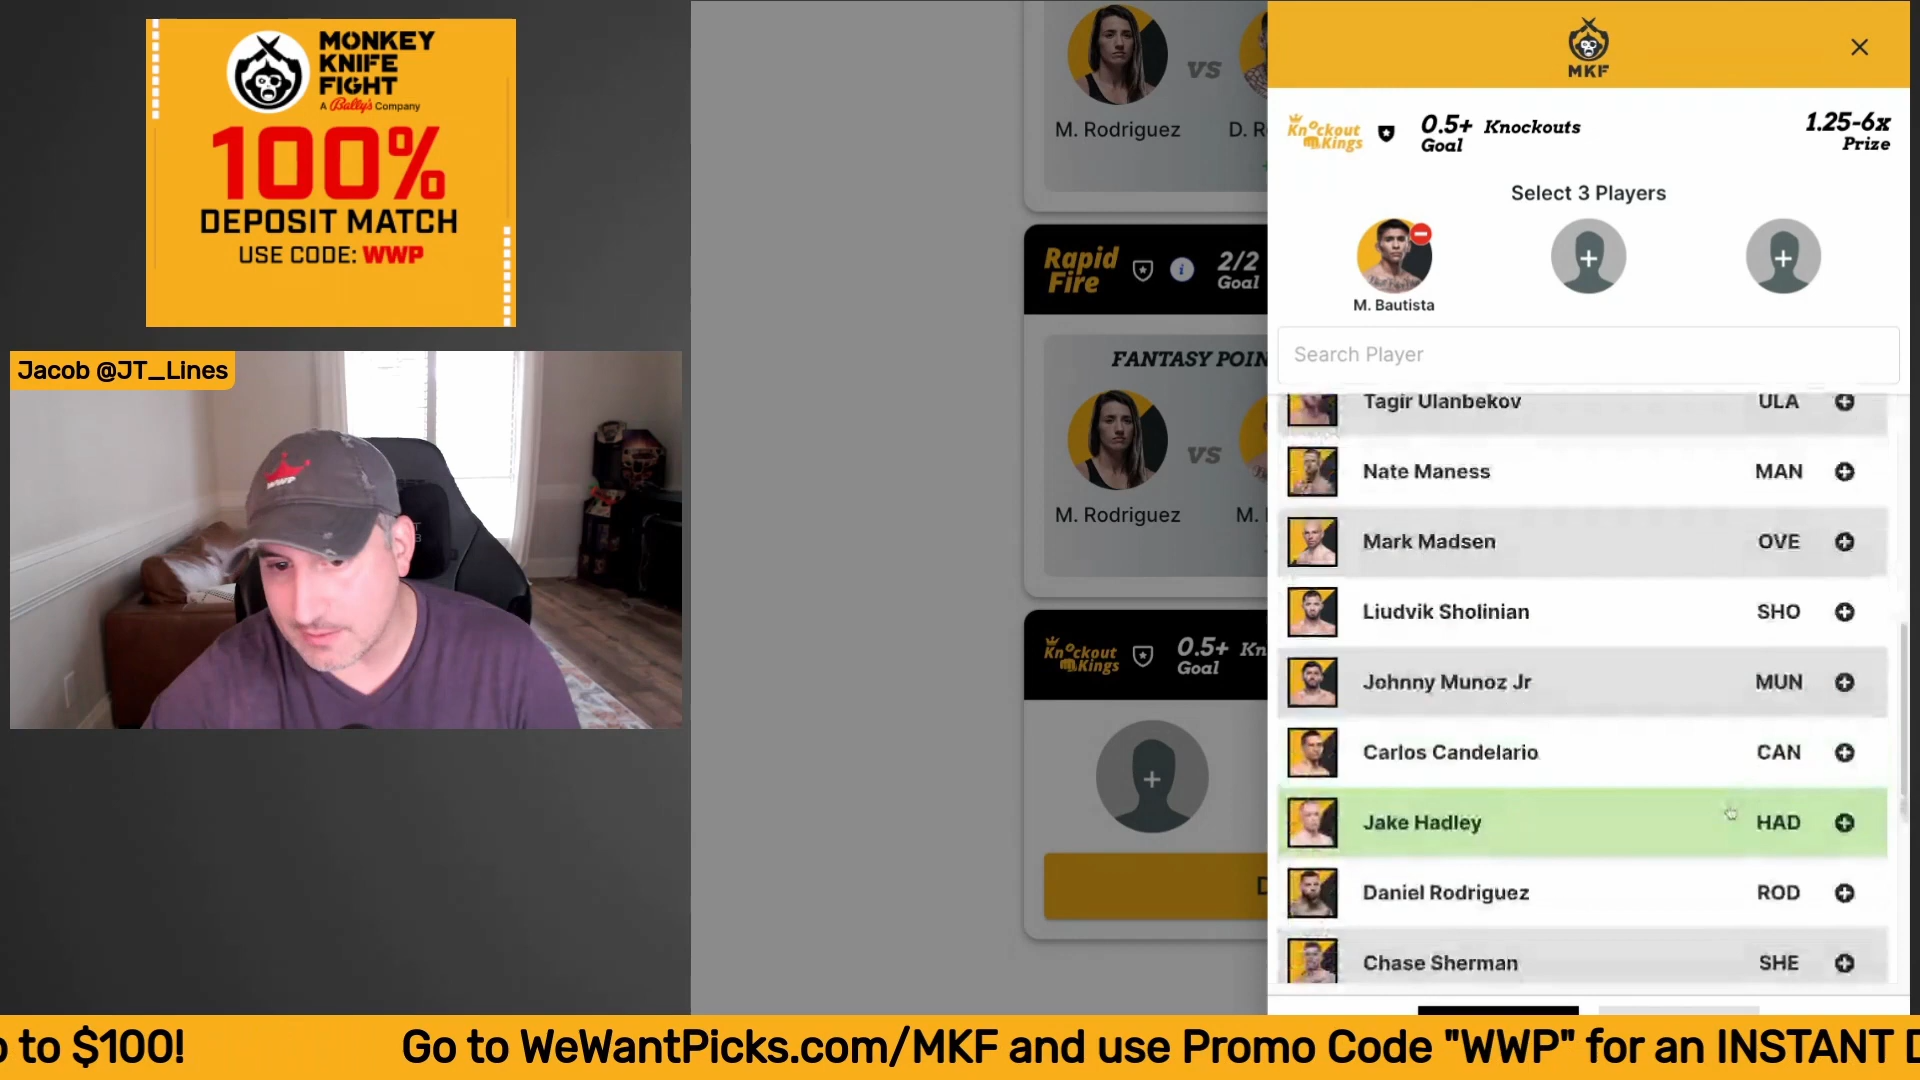 MONKEY
KNIFE
FIGHT
A Bally's Company
100%
DEPOSIT MATCH
USE CODE: WWP
Jacob @JT_Lines
WWP
VS
M. Rodriguez
D. R
Rapid
Fire
i
2/2
Goal
FANTASY POIN
VS
M. Rodriguez
M.
Knockout
Kings
0.5+ Kn
Goal
MKF
Knockout
Kings
0.5+ Knockouts
Goal
1.25-6x
Prize
Select 3 Players
M. Bautista
Search Player
Tagir Ulanbekov ULA
Nate Maness MAN
Mark Madsen OVE
Liudvik Sholinian SHO
Johnny Munoz Jr MUN
Carlos Candelario CAN
Jake Hadley HAD
Daniel Rodriguez ROD
Chase Sherman SHE
to $100! Go to WeWantPicks.com/MKF and use Promo Code "WWP" for an INSTANT